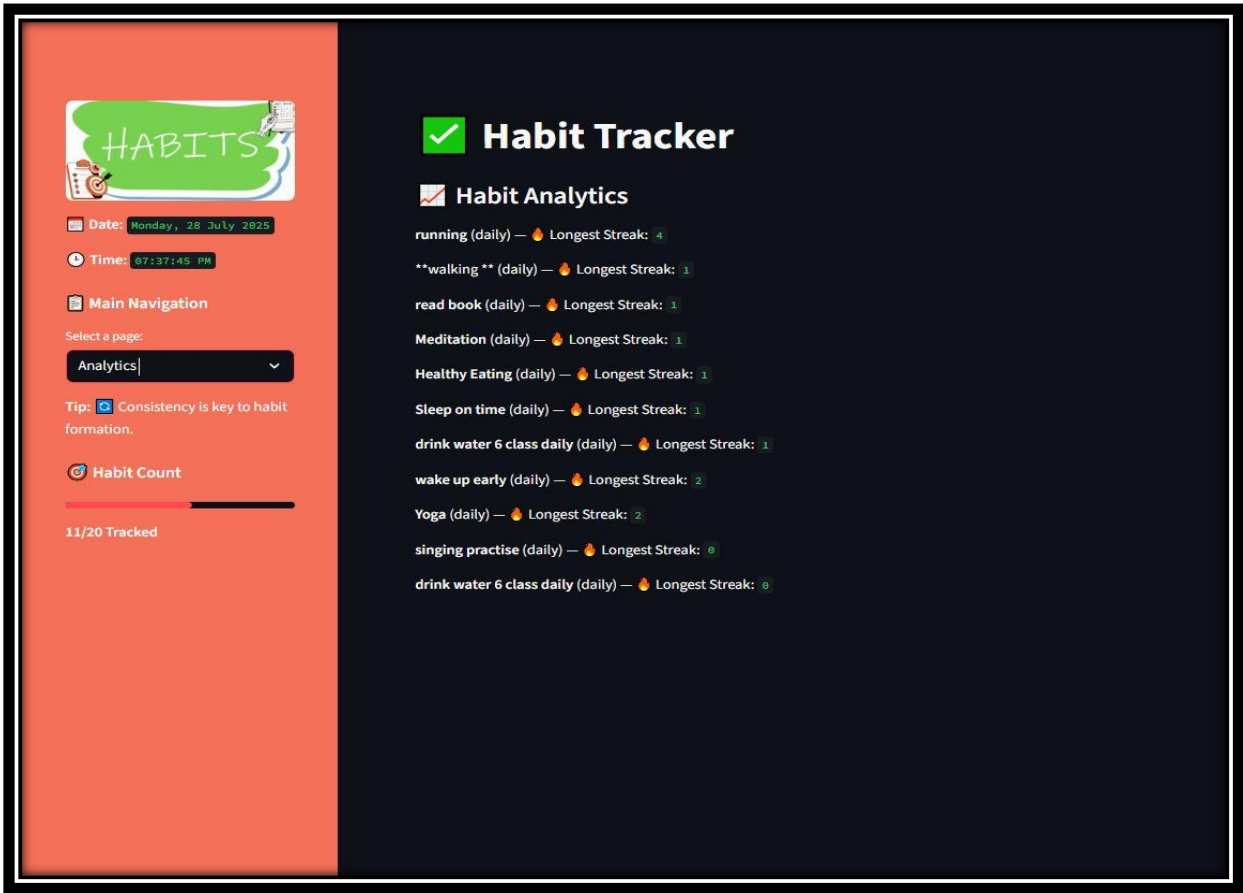 HABITS
Date: Monday, 28 July 2025
Time: 07:37:45 PM
Main Navigation
Select a page:
Analytics
Tip: Consistency is key to habit
formation.
Habit Count
11/20 Tracked
Habit Tracker
Habit Analytics
running (daily) — 🔥 Longest Streak: 4
**walking ** (daily) — 🔥 Longest Streak: 1
read book (daily) — 🔥 Longest Streak: 1
Meditation (daily) — 🔥 Longest Streak: 1
Healthy Eating (daily) — 🔥 Longest Streak: 1
Sleep on time (daily) — 🔥 Longest Streak: 1
drink water 6 class daily (daily) — 🔥 Longest Streak: 1
wake up early (daily) — 🔥 Longest Streak: 2
Yoga (daily) — 🔥 Longest Streak: 2
singing practise (daily) — 🔥 Longest Streak: 0
drink water 6 class daily (daily) — 🔥 Longest Streak: 0